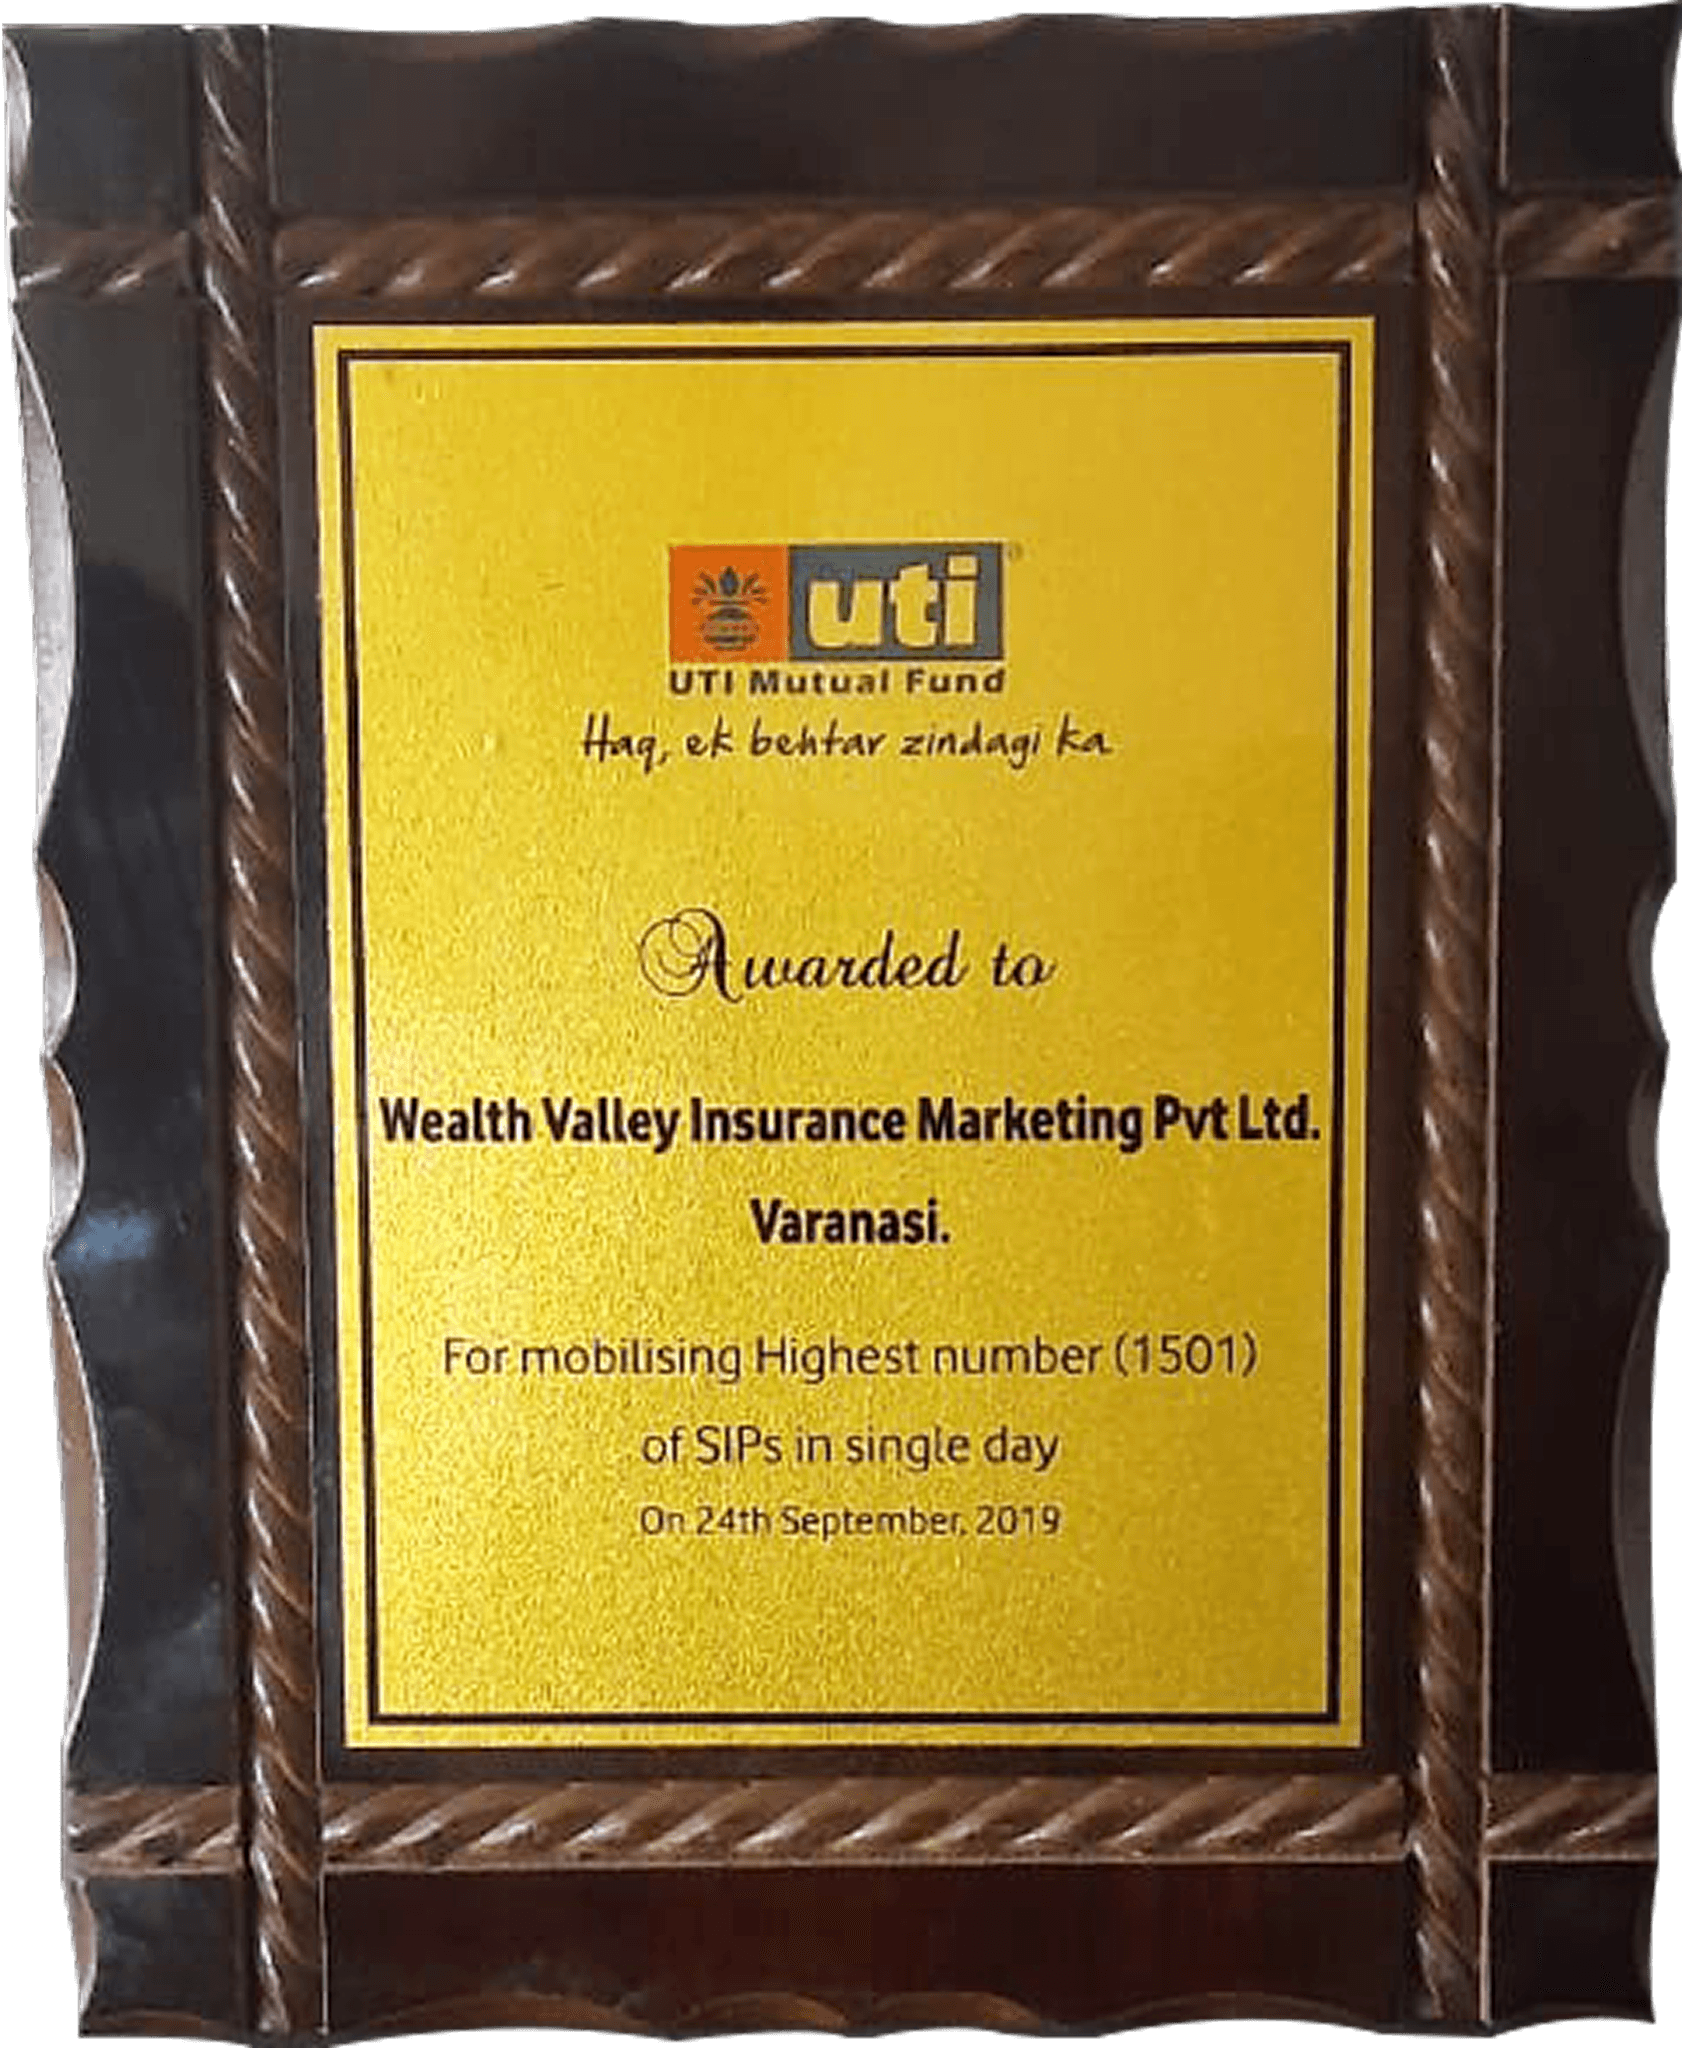 uti
UTI Mutual Fund
Haq, ek behtar zindagi ka
Awarded to
Wealth Valley Insurance Marketing Pvt Ltd.
Varanasi.
For mobilising Highest number (1501)
of SIPs in single day
On 24th September, 2019